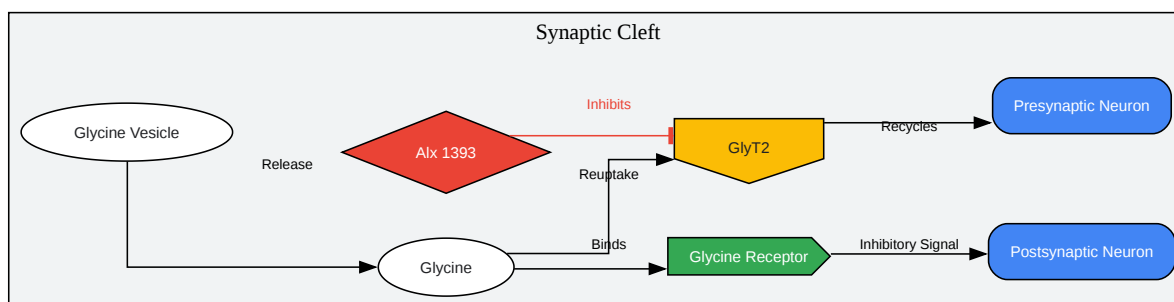 Synaptic Cleft
Inhibits
Presynaptic Neuron
Glycine Vesicle
Alx 1393
GlyT2
Recycles
Release
Reuptake
Binds
Inhibitory Signal
Glycine
Glycine Receptor
Postsynaptic Neuron